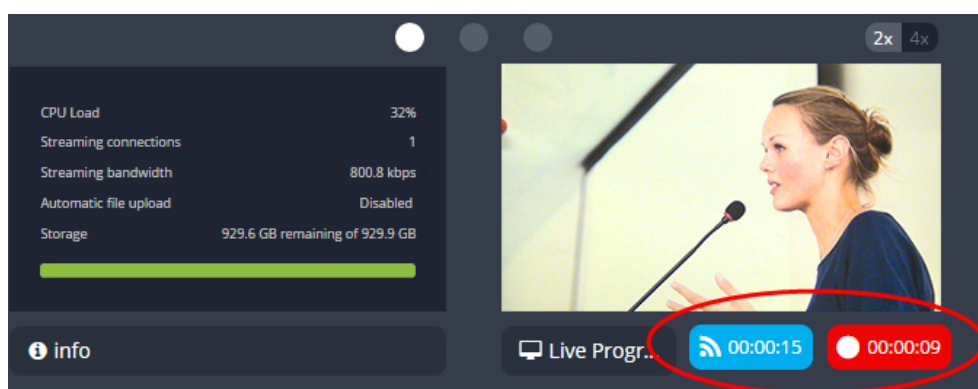 2x 4x
CPU Load 32%
Streaming connections 1
Streaming bandwidth 800.8 kbps
Automatic file upload Disabled
Storage 929.6 GB remaining of 929.9 GB
info Live Progr... 00:00:15 00:00:09